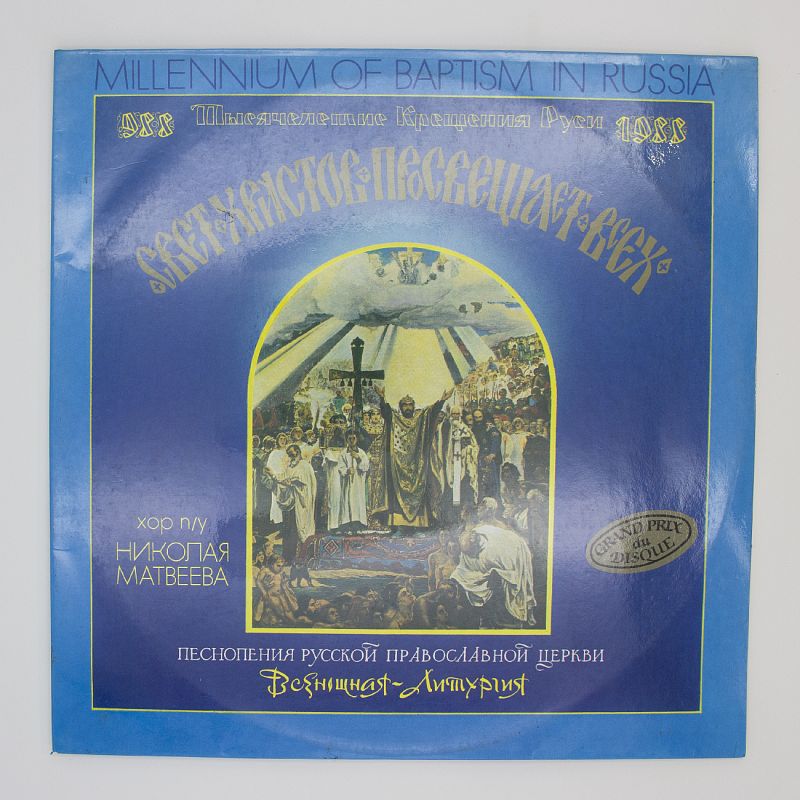 MILLENNIUM OF BAPTISM IN RUSSIA
988 Тысячелетие Крещения Руси 1988
СВЕТ·ХРИСТОВ·ПРОСВЕЩАЕТ·ВСЕХ
хор п/у
НИКОЛАЯ
МАТВЕЕВА
GRAND PRIX
du
DISQUE
ПЕСНОПЕНИЯ РУССКОЙ ПРАВОСЛАВНОЙ ЦЕРКВИ
Всенощная-Литургия